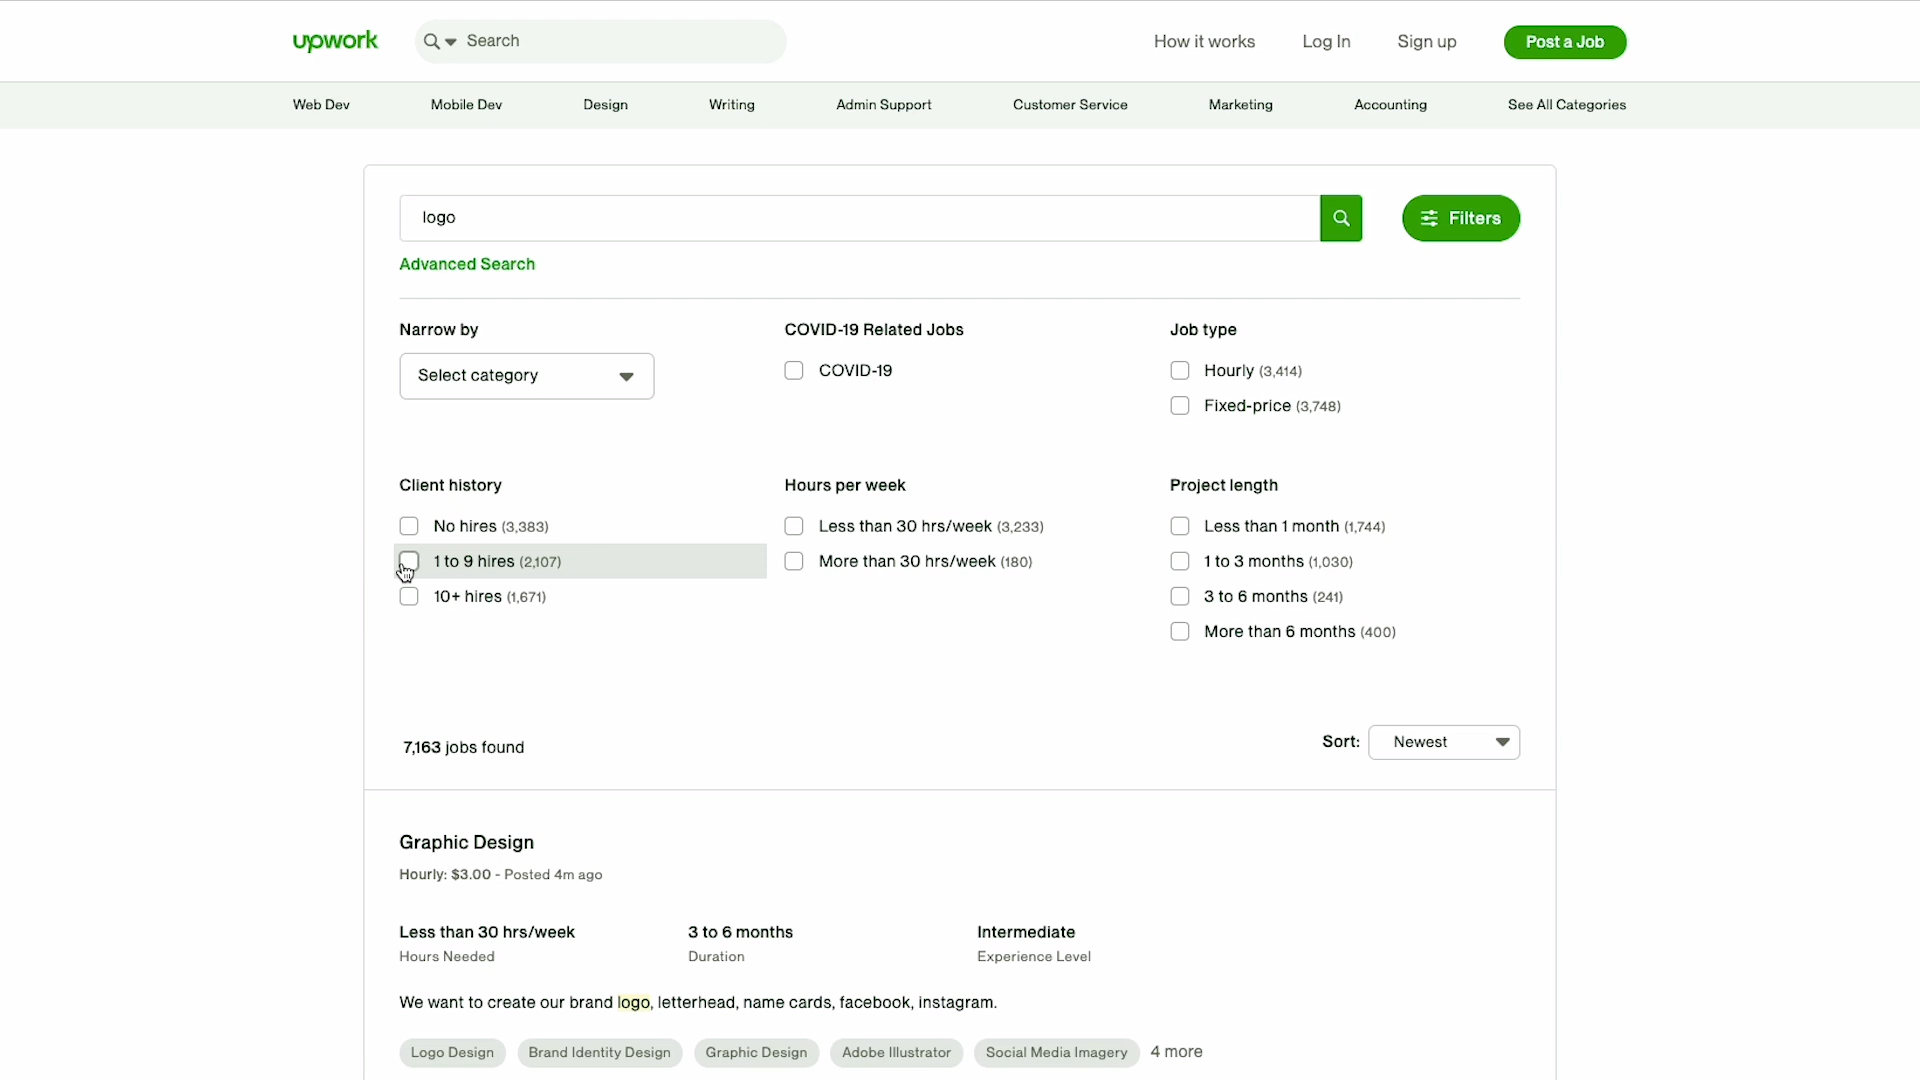 upwork
Search
How it works
Log In
Sign up
Post a Job
Web Dev
Mobile Dev
Design
Writing
Admin Support
Customer Service
Marketing
Accounting
See All Categories
logo
Filters
Advanced Search
Narrow by
Select category
COVID-19 Related Jobs
COVID-19
Job type
Hourly (3,414)
Fixed-price (3,748)
Client history
No hires (3,383)
1 to 9 hires (2,107)
10+ hires (1,671)
Hours per week
Less than 30 hrs/week (3,233)
More than 30 hrs/week (180)
Project length
Less than 1 month (1,744)
1 to 3 months (1,030)
3 to 6 months (241)
More than 6 months (400)
7,163 jobs found
Sort:
Newest
Graphic Design
Hourly: $3.00 - Posted 4m ago
Less than 30 hrs/week
Hours Needed
3 to 6 months
Duration
Intermediate
Experience Level
We want to create our brand logo, letterhead, name cards, facebook, instagram.
Logo Design
Brand Identity Design
Graphic Design
Adobe Illustrator
Social Media Imagery
4 more